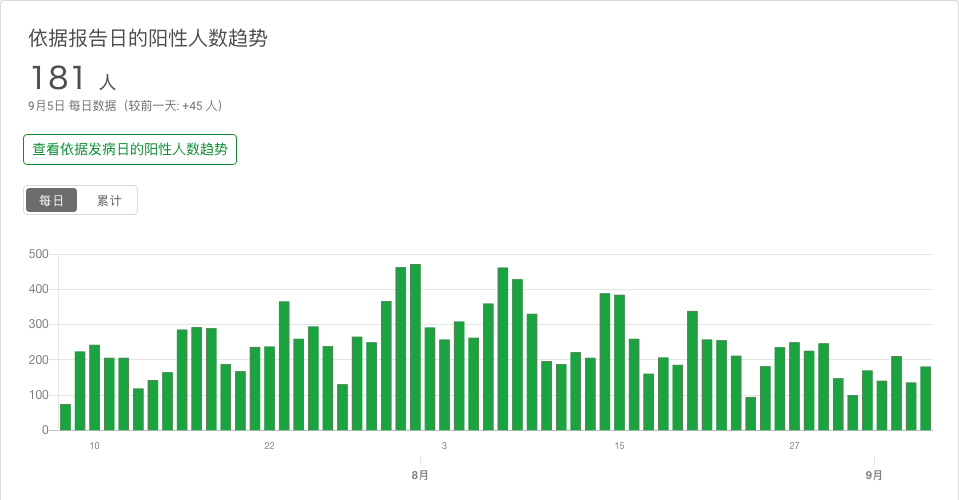 依据报告日的阳性人数趋势
181 人
9月5日 每日数据（较前一天: +45 人）
查看依据发病日的阳性人数趋势
每日 累计
500
400
300
200
100
0
10 22 3 15 27
8月 9月